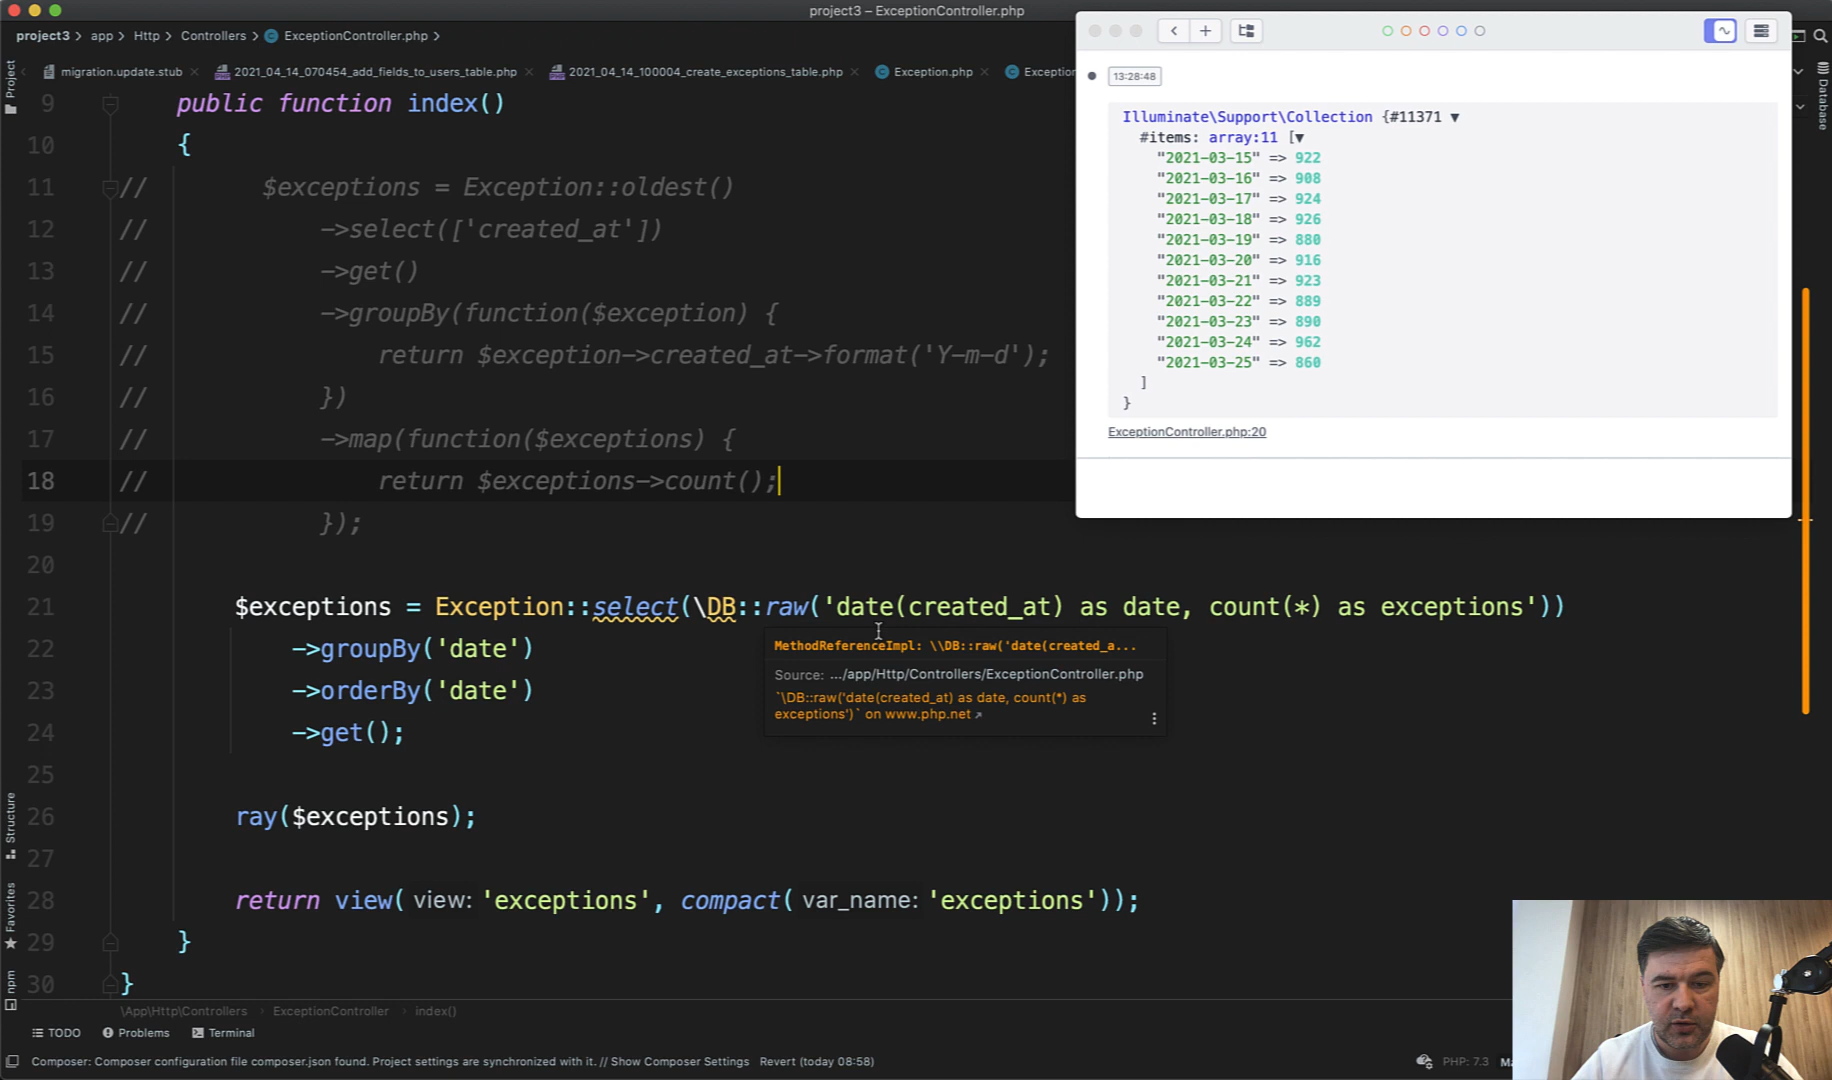 project3 – ExceptionController.php
project3 > app > Http > Controllers > ExceptionController.php >
migration.update.stub × 2021_04_14_070454_add_fields_to_users_table.php × 2021_04_14_100004_create_exceptions_table.php × Exception.php × Exception
Project
9 public function index()
10 {
11 // $exceptions = Exception::oldest()
12 // ->select(['created_at'])
13 // ->get()
14 // ->groupBy(function($exception) {
15 // return $exception->created_at->format('Y-m-d');
16 // })
17 // ->map(function($exceptions) {
18 // return $exceptions->count();
19 // });
20
21 $exceptions = Exception::select(\DB::raw('date(created_at) as date, count(*) as exceptions'))
22 ->groupBy('date')
23 ->orderBy('date')
24 ->get();
25
26 ray($exceptions);
27
28 return view( view: 'exceptions', compact( var_name: 'exceptions'));
29 }
30 }
MethodReferenceImpl: \\DB::raw('date(created_a...
Source: .../app/Http/Controllers/ExceptionController.php
`\DB::raw('date(created_at) as date, count(*) as
exceptions')` on www.php.net ↗
13:28:48
Illuminate\Support\Collection {#11371 ▼
#items: array:11 [▼
"2021-03-15" => 922
"2021-03-16" => 908
"2021-03-17" => 924
"2021-03-18" => 926
"2021-03-19" => 880
"2021-03-20" => 916
"2021-03-21" => 923
"2021-03-22" => 889
"2021-03-23" => 890
"2021-03-24" => 962
"2021-03-25" => 860
]
}
ExceptionController.php:20
Database
Structure
Favorites
npm
\App\Http\Controllers > ExceptionController > index()
TODO Problems Terminal
Composer: Composer configuration file composer.json found. Project settings are synchronized with it. // Show Composer Settings Revert (today 08:58)
PHP: 7.3